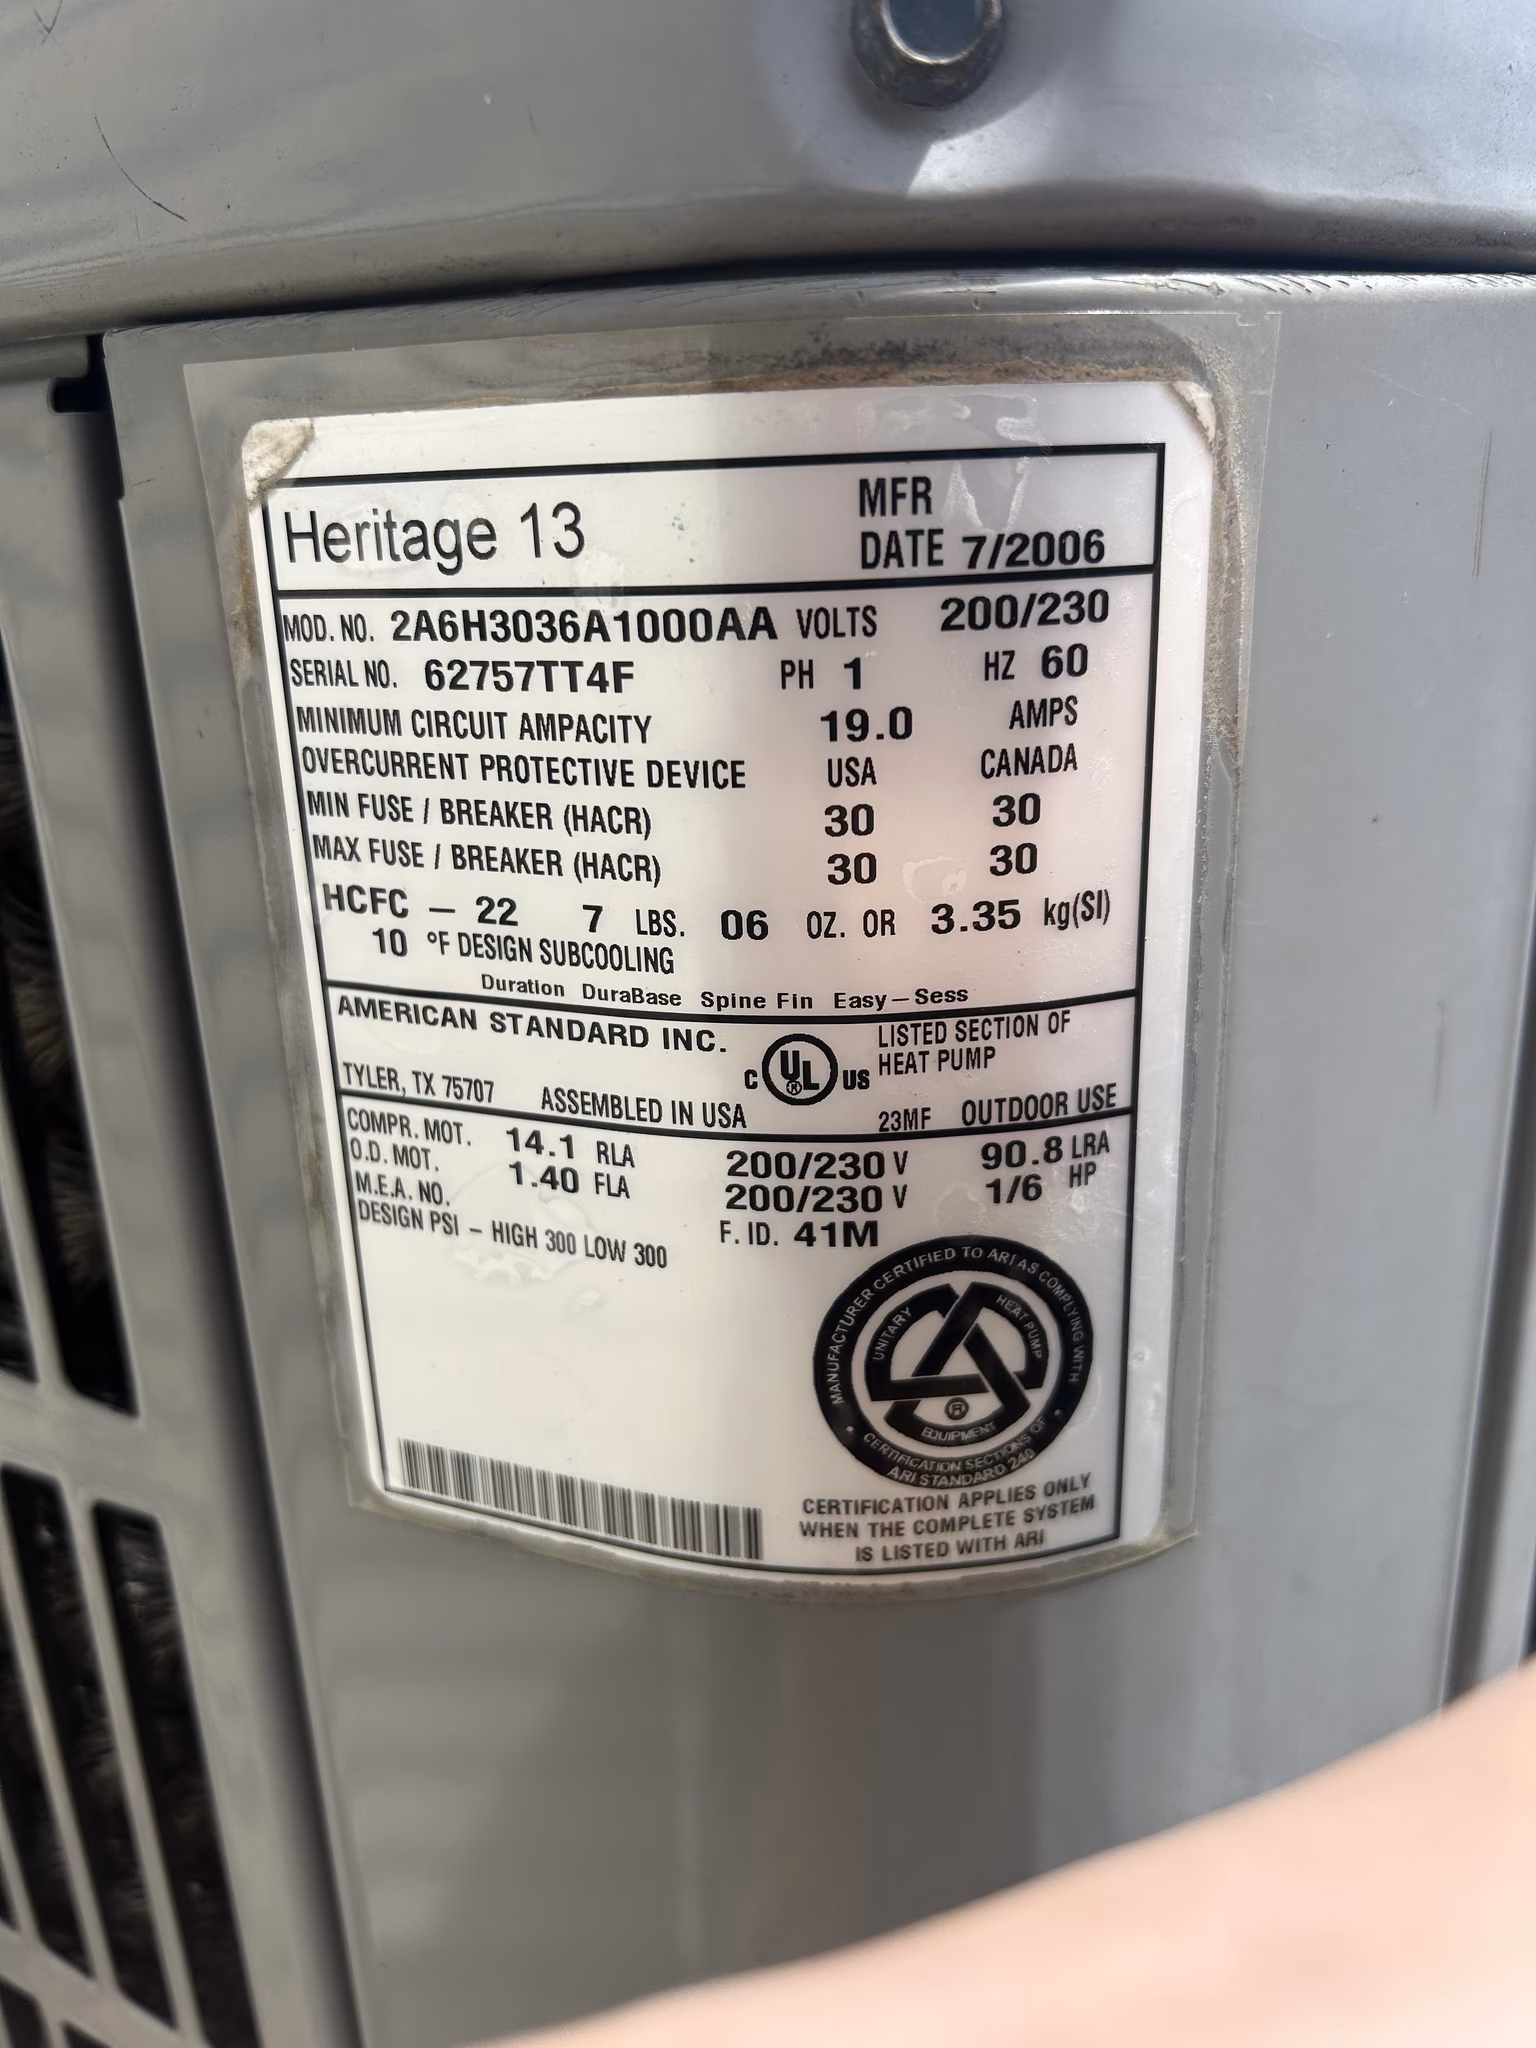 Heritage 13
MFR
DATE 7/2006
MOD. NO. 2A6H3036A1000AA VOLTS 200/230
SERIAL NO. 62757TT4F PH 1 HZ 60
MINIMUM CIRCUIT AMPACITY 19.0 AMPS
OVERCURRENT PROTECTIVE DEVICE USA CANADA
MIN FUSE / BREAKER (HACR) 30 30
MAX FUSE / BREAKER (HACR) 30 30
HCFC - 22 7 LBS. 06 OZ. OR 3.35 kg(SI)
10 °F DESIGN SUBCOOLING
Duration DuraBase Spine Fin Easy-Sess
AMERICAN STANDARD INC.
TYLER, TX 75707 ASSEMBLED IN USA
C UL ® US
LISTED SECTION OF
HEAT PUMP
23MF OUTDOOR USE
COMPR. MOT. 14.1 RLA 200/230 V 90.8 LRA
O.D. MOT. 1.40 FLA 200/230 V 1/6 HP
M.E.A. NO. F. ID. 41M
DESIGN PSI - HIGH 300 LOW 300
MANUFACTURER CERTIFIED TO ARI AS COMPLYING WITH
UNITARY HEAT PUMP
®
EQUIPMENT
• CERTIFICATION SECTIONS OF •
ARI STANDARD 240
CERTIFICATION APPLIES ONLY
WHEN THE COMPLETE SYSTEM
IS LISTED WITH ARI